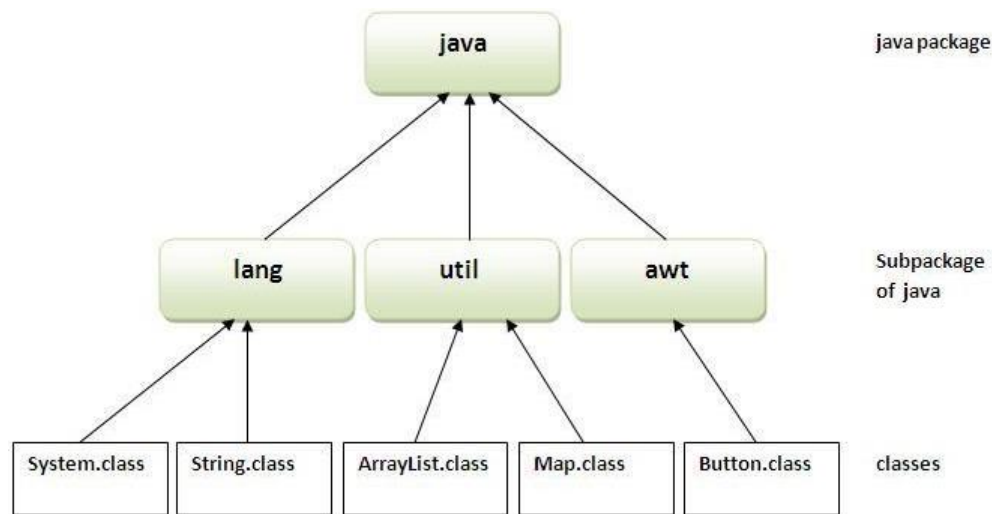 java
java package
lang
util
awt
Subpackage
of java
System.class
String.class
ArrayList.class
Map.class
Button.class
classes